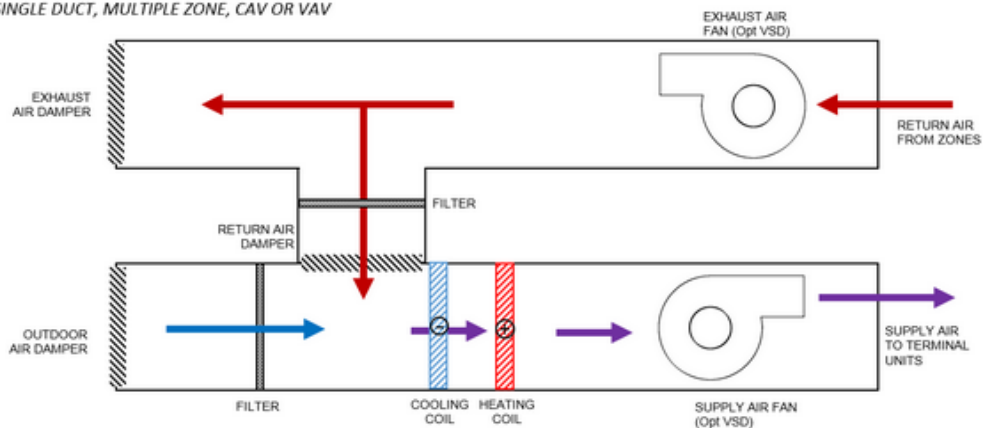 SINGLE DUCT, MULTIPLE ZONE, CAV OR VAV
EXHAUST AIR
FAN (Opt VSD)
EXHAUST
AIR DAMPER
RETURN AIR
FROM ZONES
FILTER
RETURN AIR
DAMPER
OUTDOOR
AIR DAMPER
SUPPLY AIR
TO TERMINAL
UNITS
FILTER
COOLING
COIL
HEATING
COIL
SUPPLY AIR FAN
(Opt VSD)